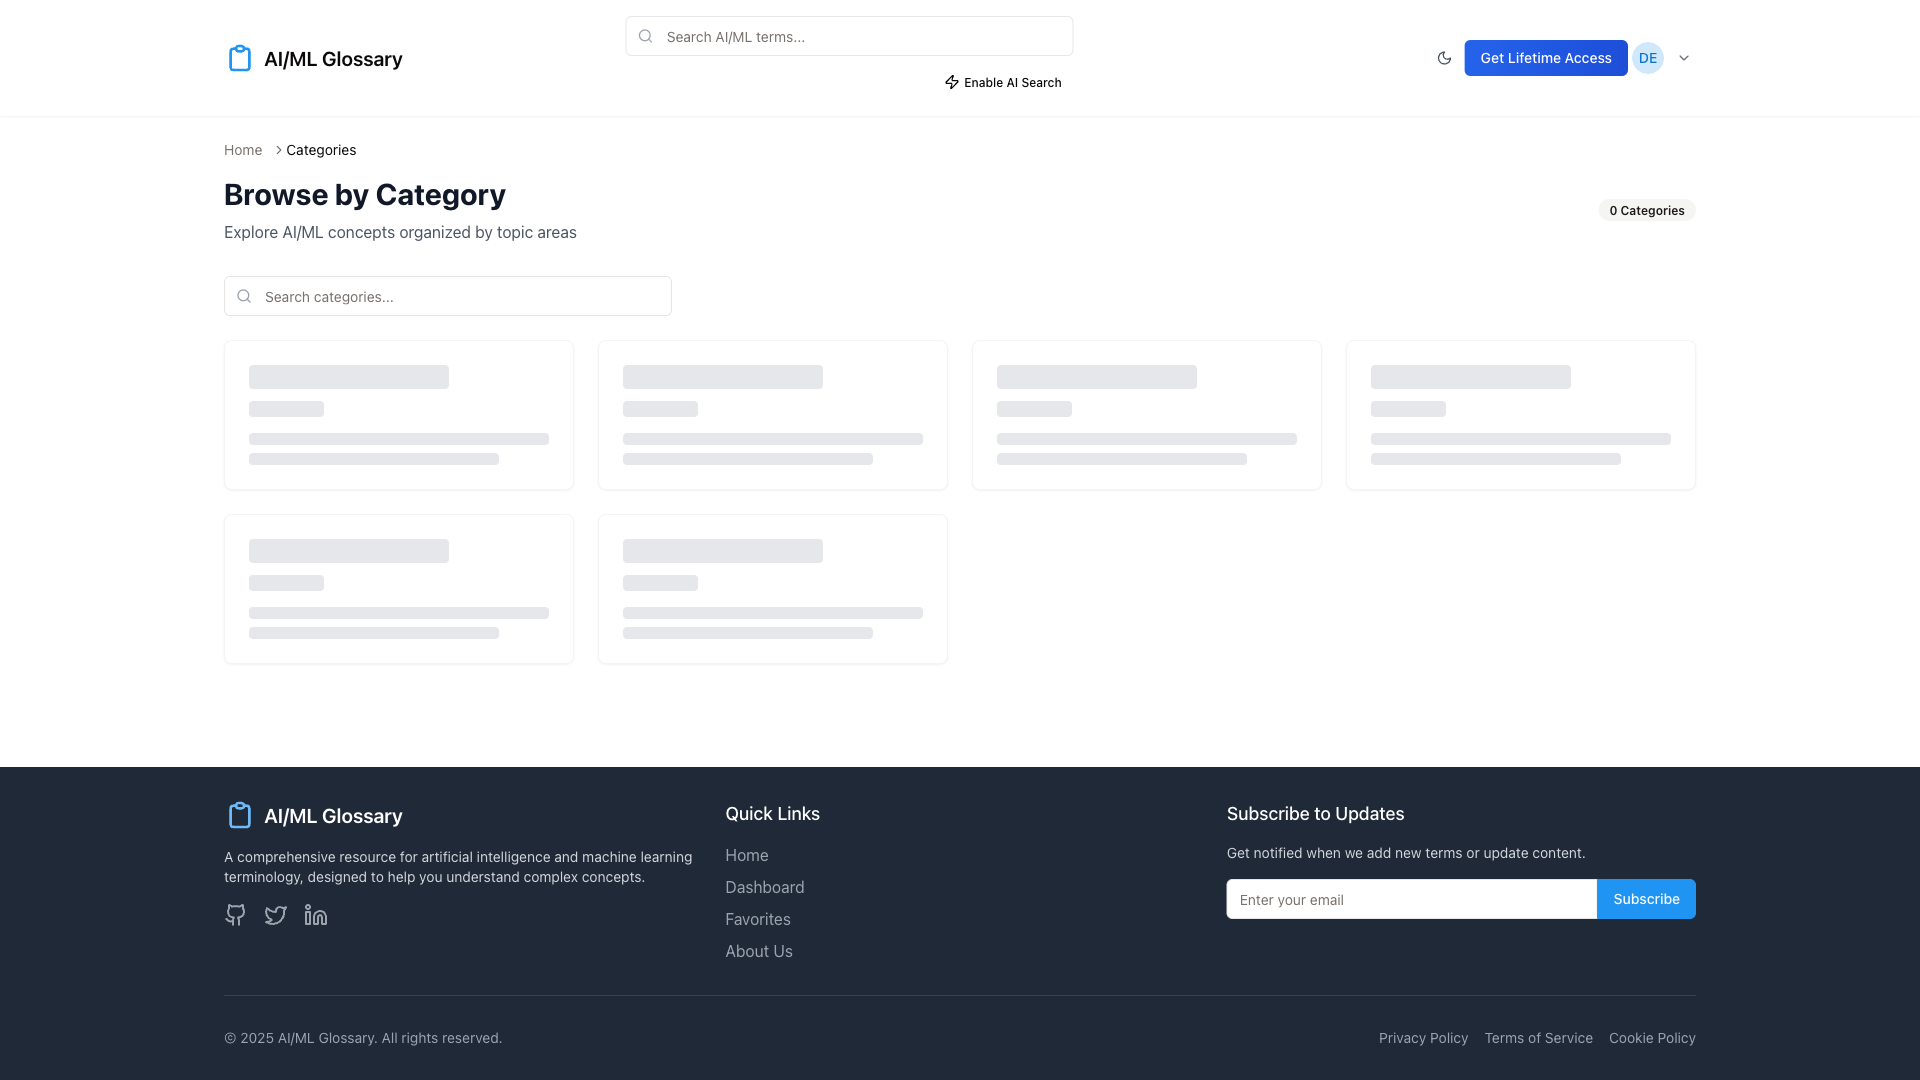 AI/ML Glossary
Search AI/ML terms...
Enable AI Search
Get Lifetime Access
DE
Home
Categories
Browse by Category
Explore AI/ML concepts organized by topic areas
0 Categories
Search categories...
AI/ML Glossary
A comprehensive resource for artificial intelligence and machine learning
terminology, designed to help you understand complex concepts.
Quick Links
Home
Dashboard
Favorites
About Us
Subscribe to Updates
Get notified when we add new terms or update content.
Enter your email
Subscribe
© 2025 AI/ML Glossary. All rights reserved.
Privacy Policy
Terms of Service
Cookie Policy